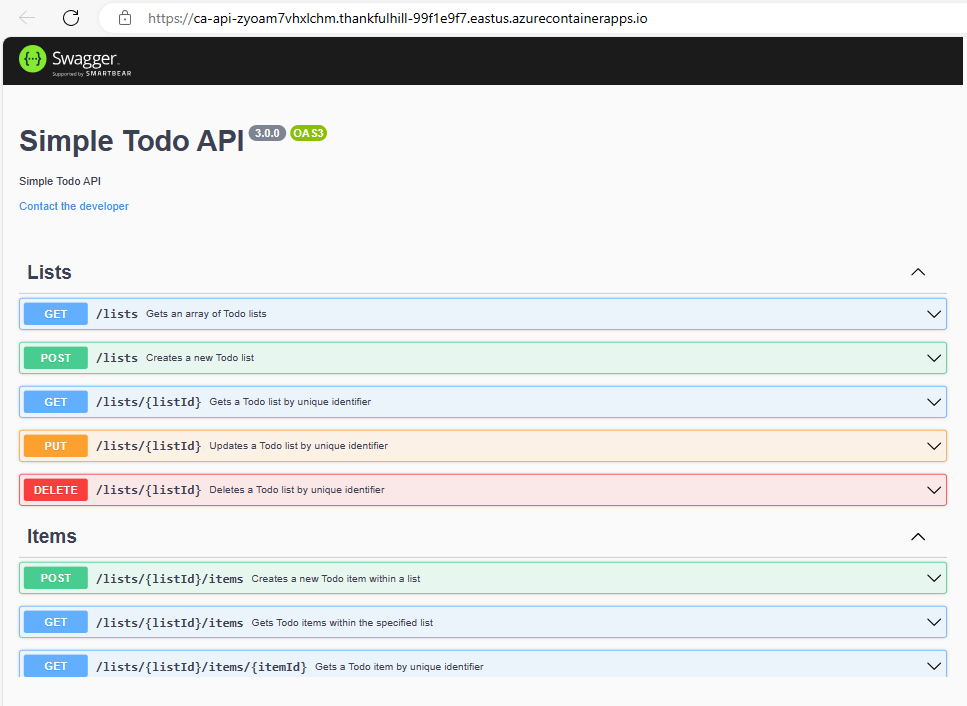 https://ca-api-zyoam7vhxlchm.thankfulhill-99f1e9f7.eastus.azurecontainerapps.io
Swagger
Supported by SMARTBEAR
Simple Todo API 3.0.0 OAS3
Simple Todo API
Contact the developer
Lists
GET /lists Gets an array of Todo lists
POST /lists Creates a new Todo list
GET /lists/{listId} Gets a Todo list by unique identifier
PUT /lists/{listId} Updates a Todo list by unique identifier
DELETE /lists/{listId} Deletes a Todo list by unique identifier
Items
POST /lists/{listId}/items Creates a new Todo item within a list
GET /lists/{listId}/items Gets Todo items within the specified list
GET /lists/{listId}/items/{itemId} Gets a Todo item by unique identifier